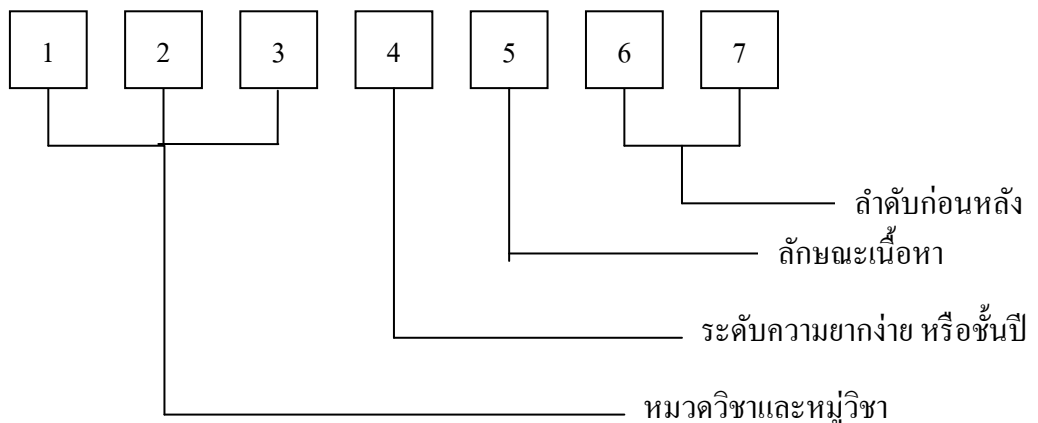 1 2 3 4 5 6 7
ลำดับก่อนหลัง
ลักษณะเนื้อหา
ระดับความยากง่าย หรือชั้นปี
หมวดวิชาและหมู่วิชา